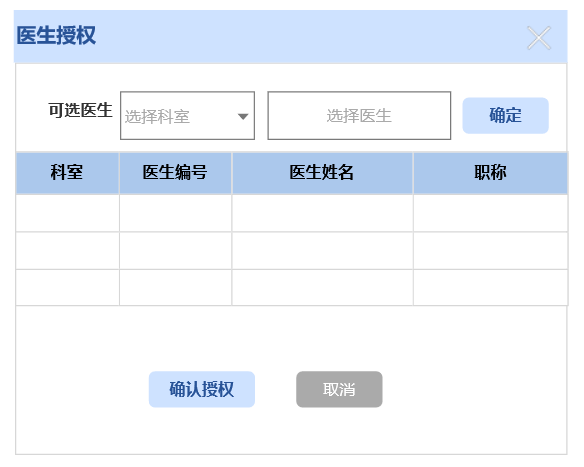 医生授权
可选医生 选择科室 选择医生 确定
科室 医生编号 医生姓名 职称
确认授权 取消